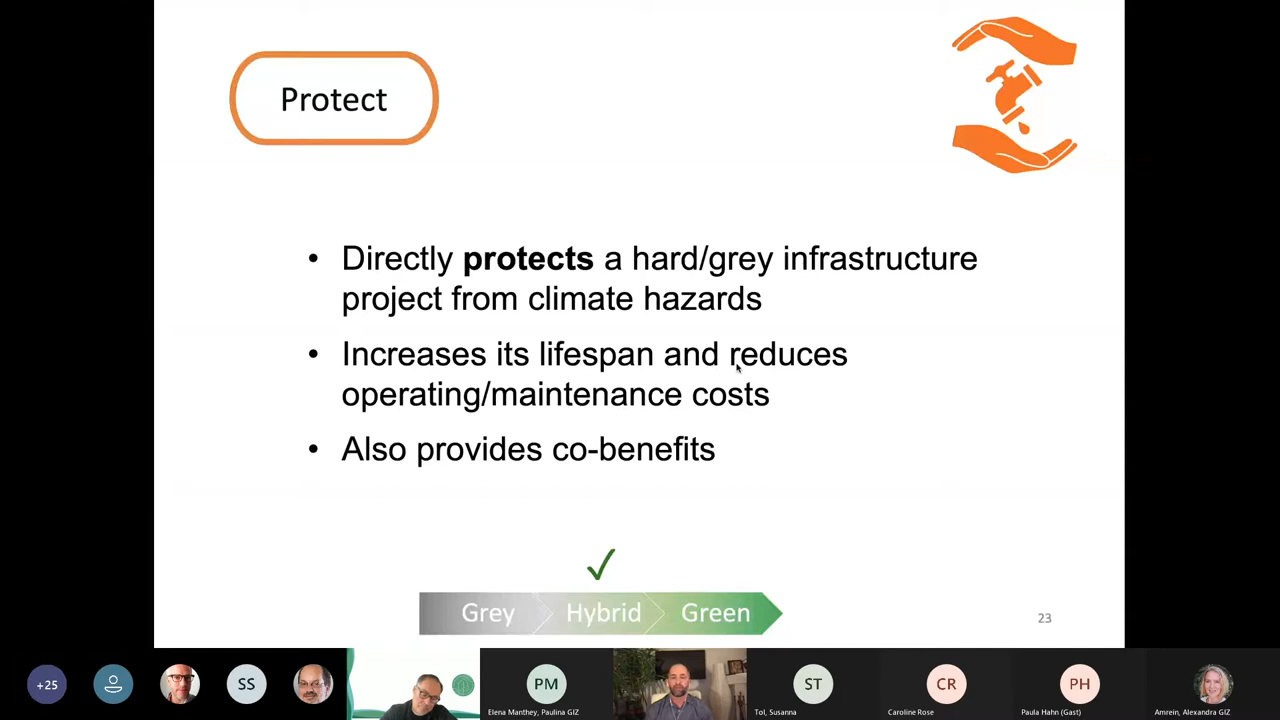 Protect
• Directly protects a hard/grey infrastructure
project from climate hazards
• Increases its lifespan and reduces
operating/maintenance costs
• Also provides co-benefits
✓
Grey Hybrid Green
23
+25
SS
PM
ST
CR
PH
Elena Manthey, Paulina GIZ
Tol, Susanna
Caroline Rose
Paula Hahn (Gast)
Amrein, Alexandra GIZ